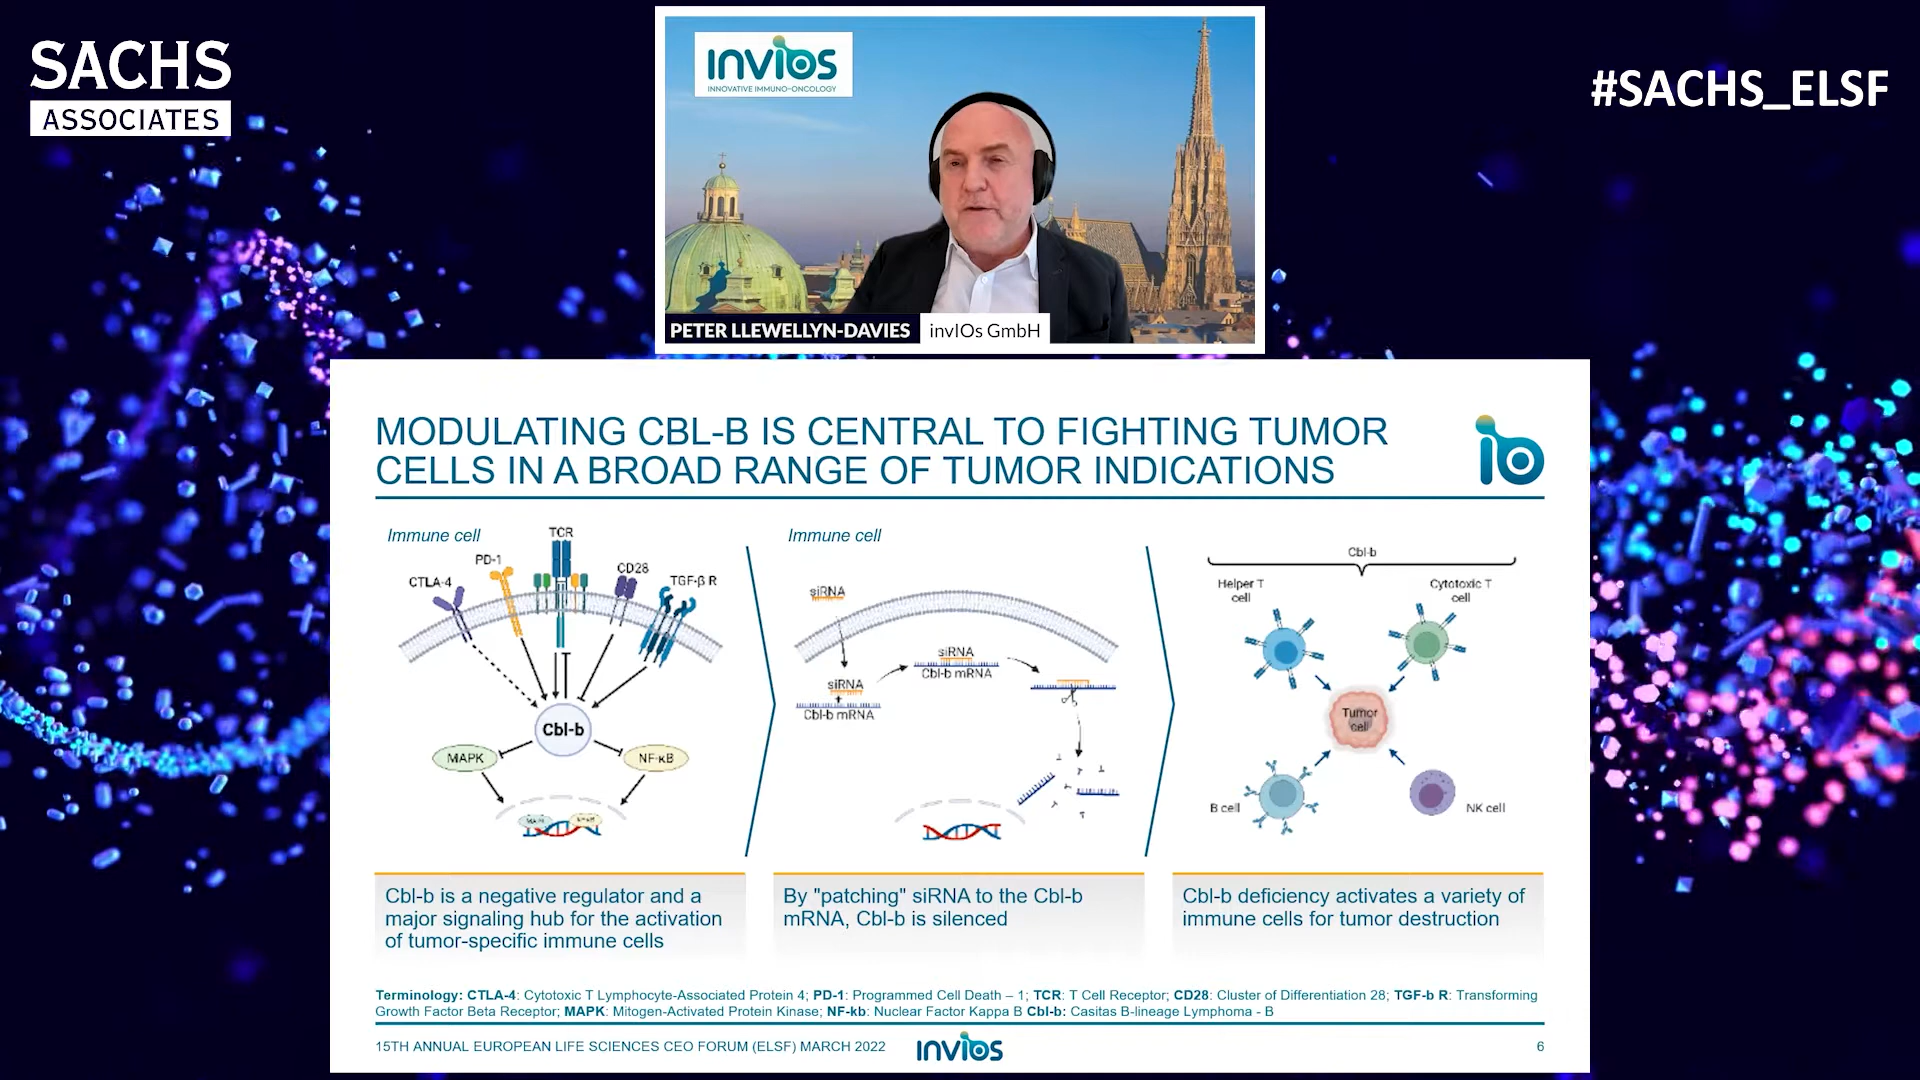 SACHS
ASSOCIATES
#SACHS_ELSF
invIOs
INNOVATIVE IMMUNO-ONCOLOGY
PETER LLEWELLYN-DAVIES
invIOs GmbH
MODULATING CBL-B IS CENTRAL TO FIGHTING TUMOR
CELLS IN A BROAD RANGE OF TUMOR INDICATIONS
io
Immune cell
TCR
PD-1
CTLA-4
CD28
TGF-β R
Cbl-b
MAPK
NF-κB
Immune cell
siRNA
siRNA
Cbl-b mRNA
siRNA
+
Cbl-b mRNA
Cbl-b
Helper T
cell
Cytotoxic T
cell
Tumor
cell
B cell
NK cell
Cbl-b is a negative regulator and a
major signaling hub for the activation
of tumor-specific immune cells
By "patching" siRNA to the Cbl-b
mRNA, Cbl-b is silenced
Cbl-b deficiency activates a variety of
immune cells for tumor destruction
Terminology: CTLA-4: Cytotoxic T Lymphocyte-Associated Protein 4; PD-1: Programmed Cell Death – 1; TCR: T Cell Receptor; CD28: Cluster of Differentiation 28; TGF-b R: Transforming
Growth Factor Beta Receptor; MAPK: Mitogen-Activated Protein Kinase; NF-kb: Nuclear Factor Kappa B Cbl-b: Casitas B-lineage Lymphoma - B
15TH ANNUAL EUROPEAN LIFE SCIENCES CEO FORUM (ELSF) MARCH 2022
invIOs
6